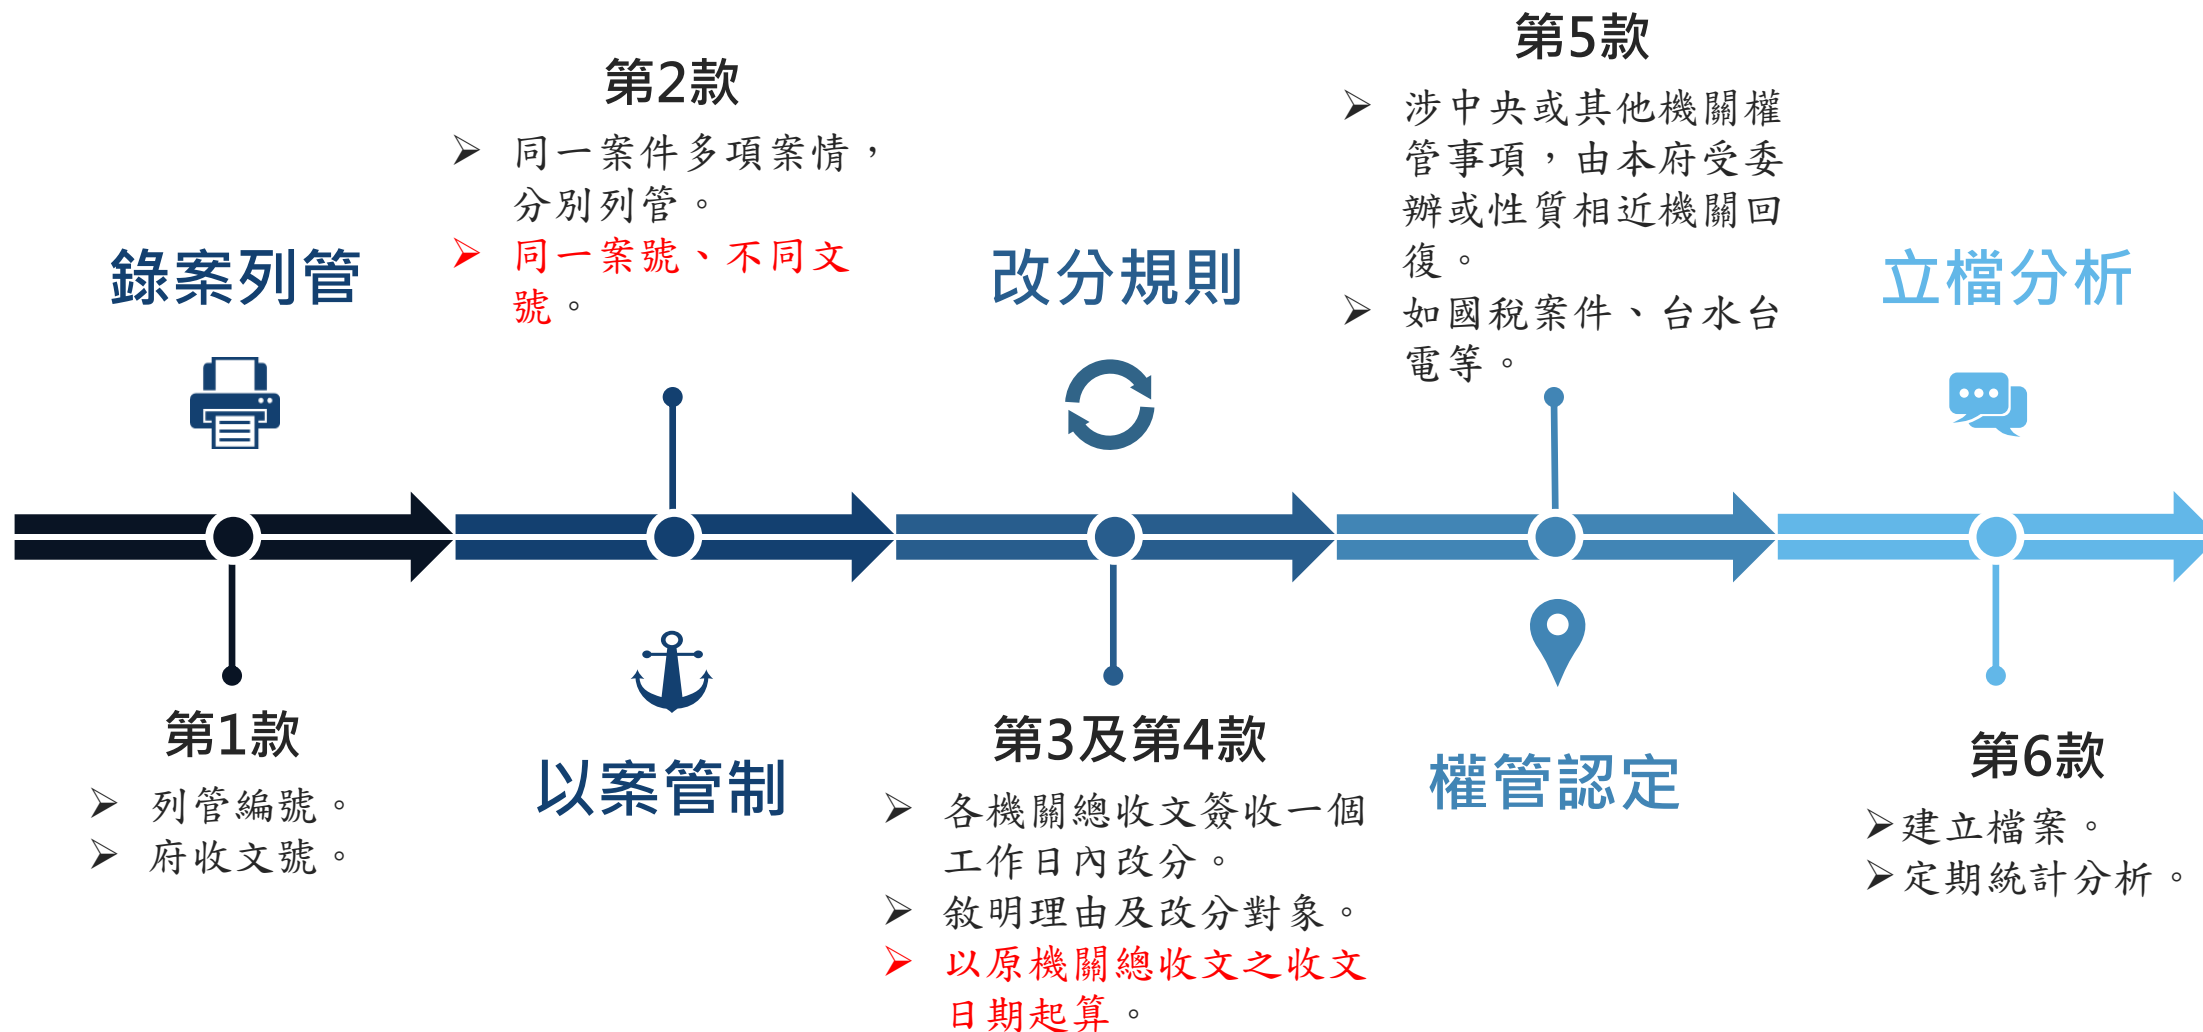 錄案列管
第1款
列管編號。
府收文號。
第2款
同一案件多項案情，
分別列管。
同一案號、不同文
號。
以案管制
改分規則
第3及第4款
各機關總收文簽收一個
工作日內改分。
敘明理由及改分對象。
以原機關總收文之收文
日期起算。
第5款
涉中央或其他機關權
管事項，由本府受委
辦或性質相近機關回
復。
如國稅案件、台水台
電等。
權管認定
立檔分析
第6款
建立檔案。
定期統計分析。